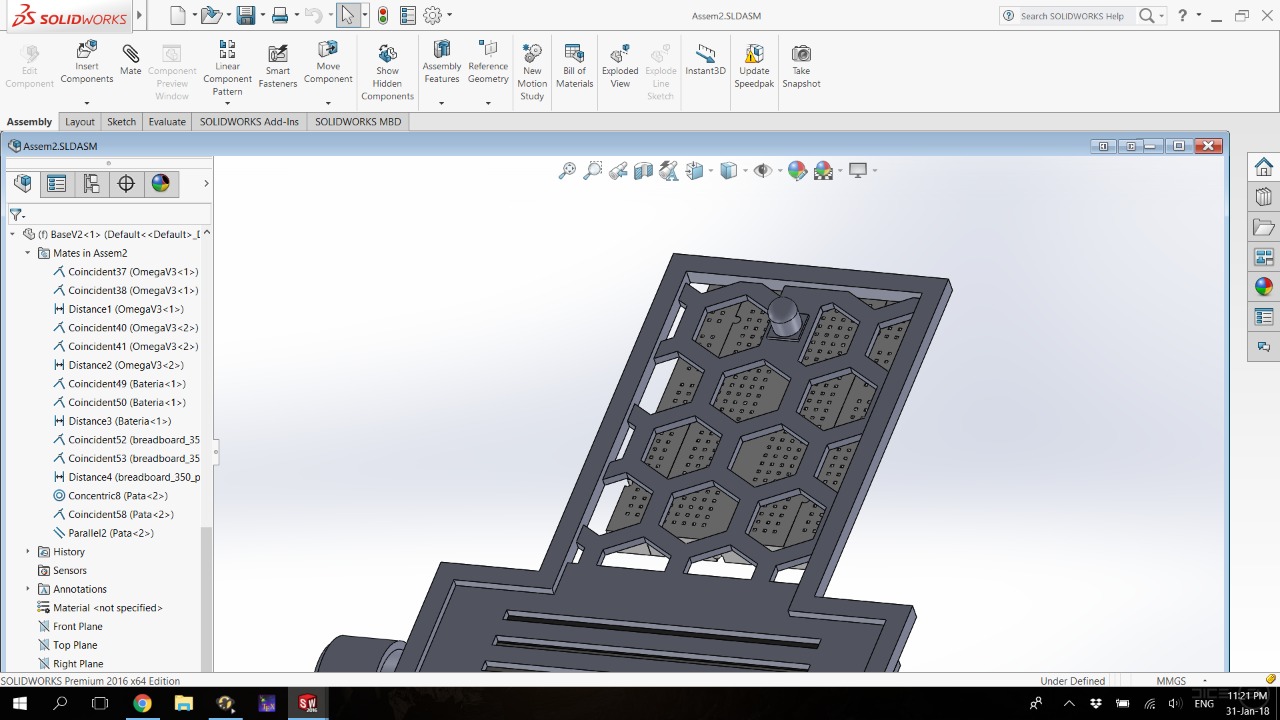 SOLIDWORKS
Assem2.SLDASM
Search SOLIDWORKS Help
?
Edit Component
Insert Components
Mate
Component Preview Window
Linear Component Pattern
Smart Fasteners
Move Component
Show Hidden Components
Assembly Features
Reference Geometry
New Motion Study
Bill of Materials
Exploded View
Explode Line Sketch
Instant3D
Update Speedpak
Take Snapshot
Assembly Layout Sketch Evaluate SOLIDWORKS Add-Ins SOLIDWORKS MBD
Assem2.SLDASM
(f) BaseV2<1> (Default<<Default>_D
Mates in Assem2
Coincident37 (OmegaV3<1>)
Coincident38 (OmegaV3<1>)
Distance1 (OmegaV3<1>)
Coincident40 (OmegaV3<2>)
Coincident41 (OmegaV3<2>)
Distance2 (OmegaV3<2>)
Coincident49 (Bateria<1>)
Coincident50 (Bateria<1>)
Distance3 (Bateria<1>)
Coincident52 (breadboard_35
Coincident53 (breadboard_35
Distance4 (breadboard_350_p
Concentric8 (Pata<2>)
Coincident58 (Pata<2>)
Parallel2 (Pata<2>)
History
Sensors
Annotations
Material <not specified>
Front Plane
Top Plane
Right Plane
SOLIDWORKS Premium 2016 x64 Edition
Under Defined
MMGS
ENG
11:21 PM
31-Jan-18